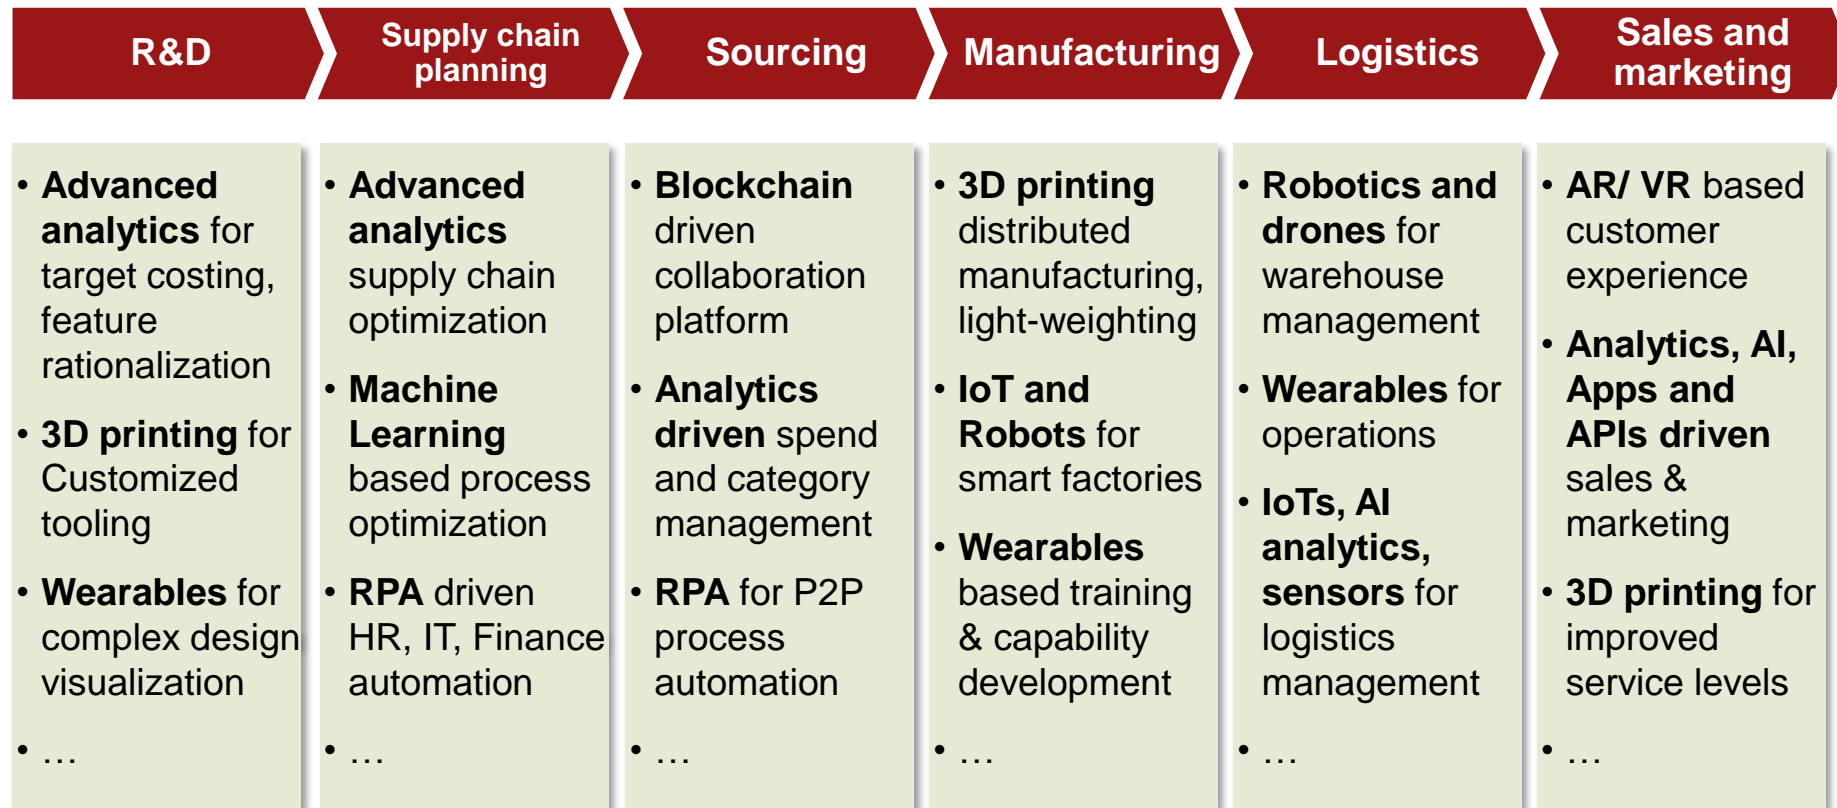 R&D
Supply chain
planning
Sourcing
Manufacturing
Logistics
Sales and
marketing
• Advanced
analytics for
target costing,
feature
rationalization
• 3D printing for
Customized
tooling
• Wearables for
complex design
visualization
• …
• Advanced
analytics
supply chain
optimization
• Machine
Learning
based process
optimization
• RPA driven
HR, IT, Finance
automation
• …
• Blockchain
driven
collaboration
platform
• Analytics
driven spend
and category
management
• RPA for P2P
process
automation
• …
• 3D printing
distributed
manufacturing,
light-weighting
• IoT and
Robots for
smart factories
• Wearables
based training
& capability
development
• …
• Robotics and
drones for
warehouse
management
• Wearables for
operations
• IoTs, AI
analytics,
sensors for
logistics
management
• …
• AR/ VR based
customer
experience
• Analytics, AI,
Apps and
APIs driven
sales &
marketing
• 3D printing for
improved
service levels
• …